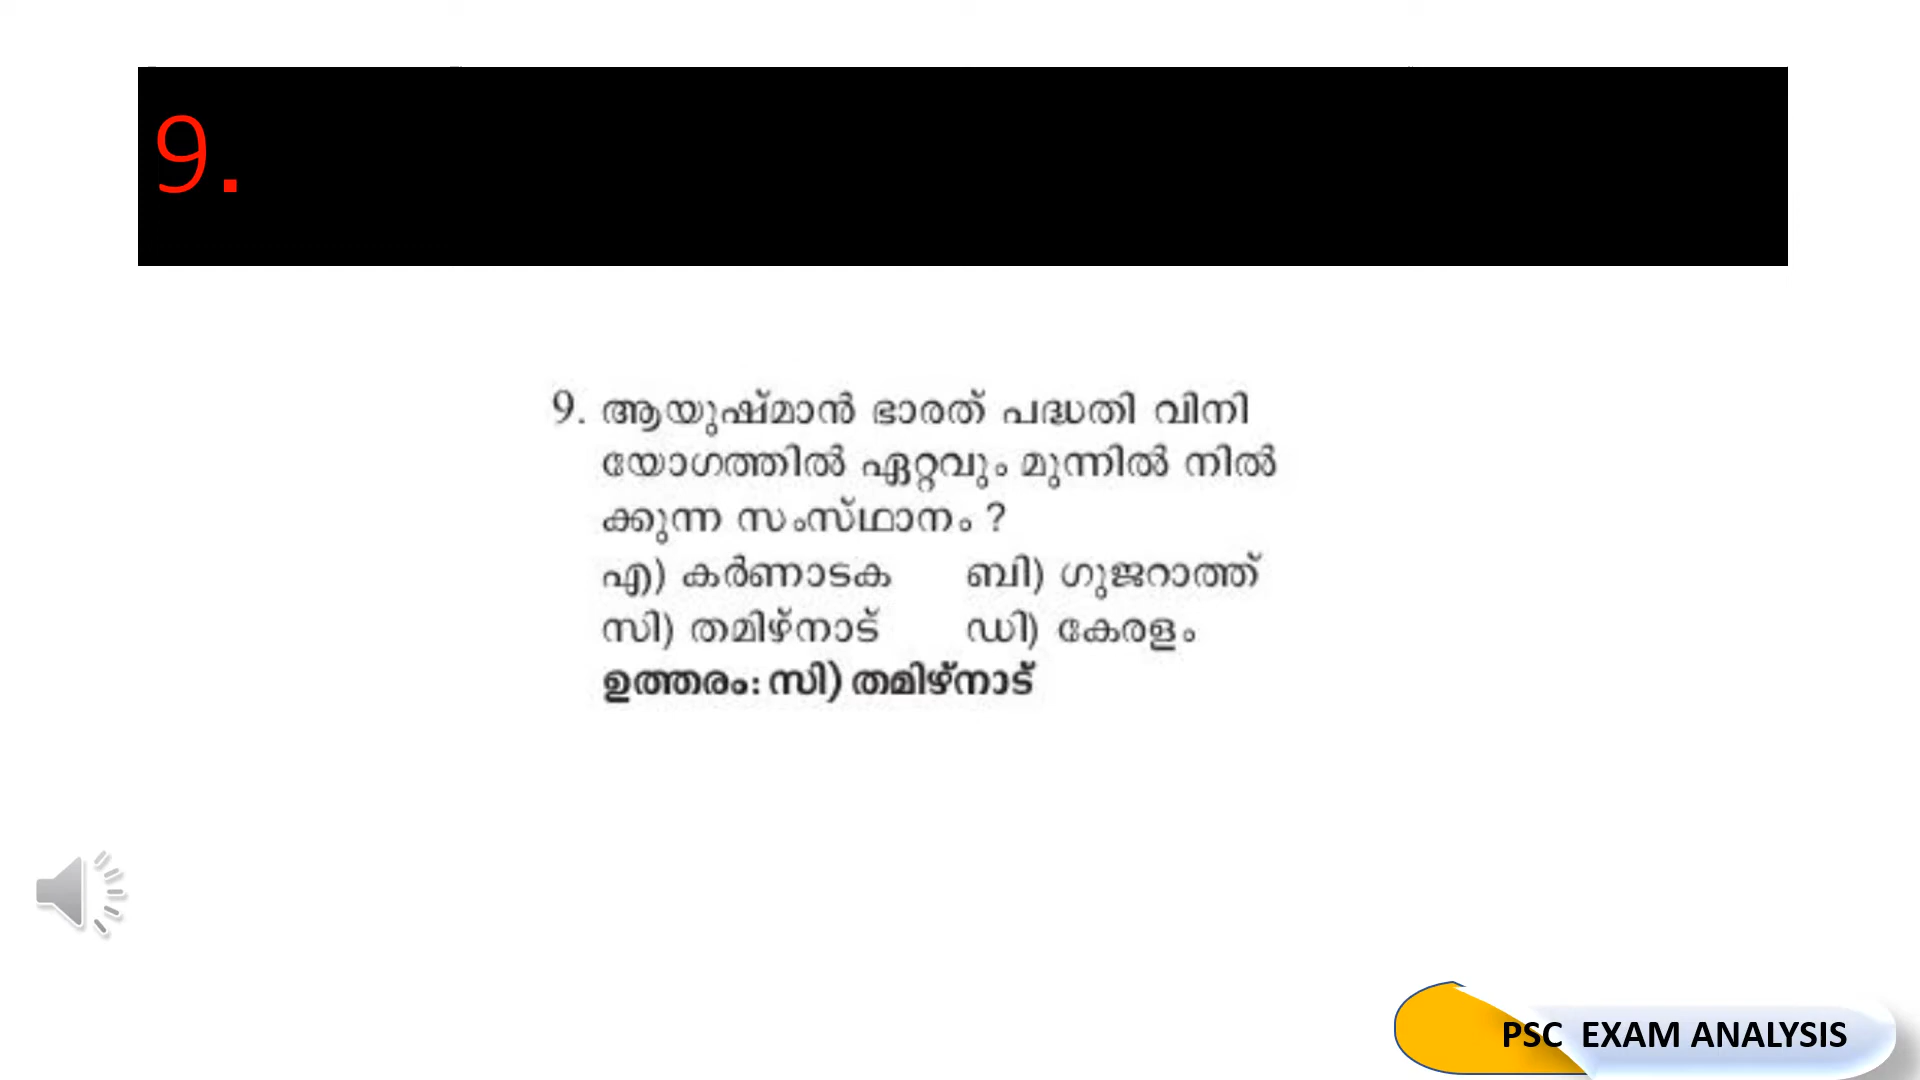 9.
9. ആയുഷ്മാൻ ഭാരത് പദ്ധതി വിനി
യോഗത്തിൽ ഏറ്റവും മുന്നിൽ നിൽ
ക്കുന്ന സംസ്ഥാനം ?
എ) കർണാടക ബി) ഗുജറാത്ത്
സി) തമിഴ്നാട് ഡി) കേരളം
ഉത്തരം: സി) തമിഴ്നാട്
PSC EXAM ANALYSIS